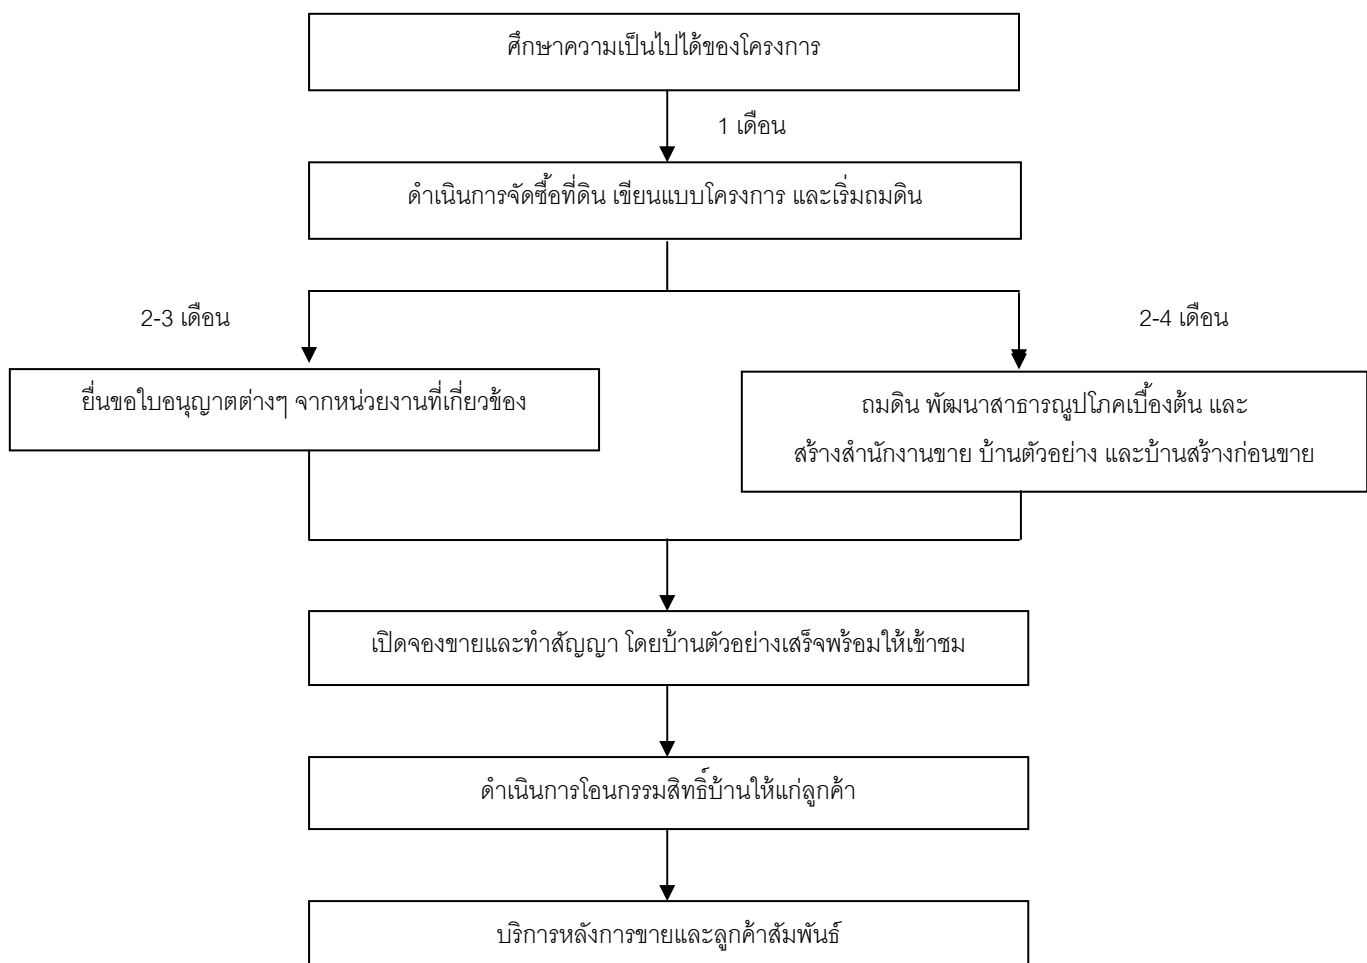 ศึกษาความเป็นไปได้ของโครงการ
1 เดือน
ดำเนินการจัดซื้อที่ดิน เขียนแบบโครงการ และเริ่มถมดิน
2-3 เดือน
2-4 เดือน
ยื่นขอใบอนุญาตต่างๆ จากหน่วยงานที่เกี่ยวข้อง
ถมดิน พัฒนาสาธารณูปโภคเบื้องต้น และ
สร้างสำนักงานขาย บ้านตัวอย่าง และบ้านสร้างก่อนขาย
เปิดจองขายและทำสัญญา โดยบ้านตัวอย่างเสร็จพร้อมให้เข้าชม
ดำเนินการโอนกรรมสิทธิ์บ้านให้แก่ลูกค้า
บริการหลังการขายและลูกค้าสัมพันธ์